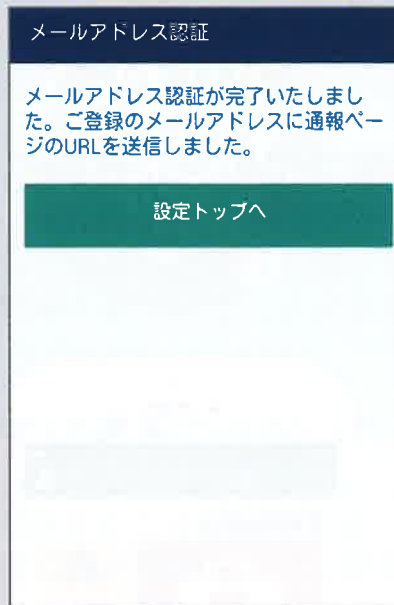 メールアドレス認証
メールアドレス認証が完了いたしまし
た。ご登録のメールアドレスに通報ペー
ジのURLを送信しました。
設定トップへ